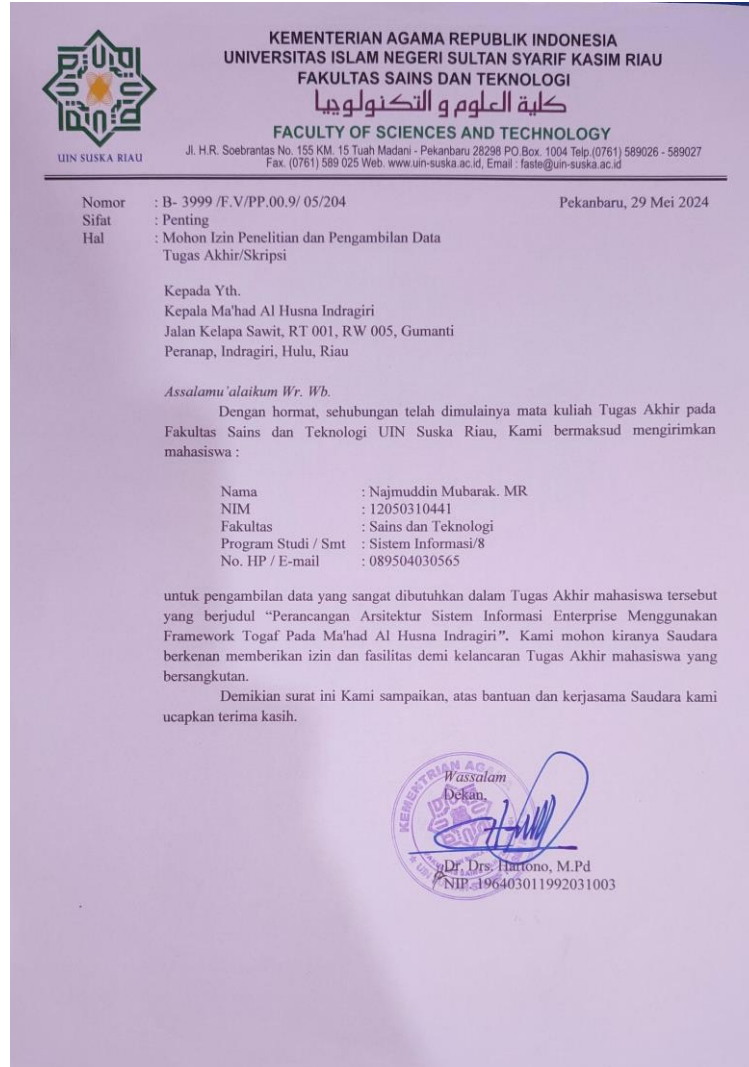 KEMENTERIAN AGAMA REPUBLIK INDONESIA
UNIVERSITAS ISLAM NEGERI SULTAN SYARIF KASIM RIAU
FAKULTAS SAINS DAN TEKNOLOGI
كلية العلوم و التكنولوجيا
FACULTY OF SCIENCES AND TECHNOLOGY
UIN SUSKA RIAU
Jl. H.R. Soebrantas No. 155 KM. 15 Tuah Madani - Pekanbaru 28298 PO.Box. 1004 Telp.(0761) 589026 - 589027
Fax. (0761) 589 025 Web. www.uin-suska.ac.id, Email : faste@uin-suska.ac.id
Nomor : B- 3999 /F.V/PP.00.9/ 05/204 Pekanbaru, 29 Mei 2024
Sifat : Penting
Hal : Mohon Izin Penelitian dan Pengambilan Data
Tugas Akhir/Skripsi
Kepada Yth.
Kepala Ma'had Al Husna Indragiri
Jalan Kelapa Sawit, RT 001, RW 005, Gumanti
Peranap, Indragiri, Hulu, Riau
Assalamu'alaikum Wr. Wb.
Dengan hormat, sehubungan telah dimulainya mata kuliah Tugas Akhir pada
Fakultas Sains dan Teknologi UIN Suska Riau, Kami bermaksud mengirimkan
mahasiswa :
Nama : Najmuddin Mubarak. MR
NIM : 12050310441
Fakultas : Sains dan Teknologi
Program Studi / Smt : Sistem Informasi/8
No. HP / E-mail : 089504030565
untuk pengambilan data yang sangat dibutuhkan dalam Tugas Akhir mahasiswa tersebut
yang berjudul “Perancangan Arsitektur Sistem Informasi Enterprise Menggunakan
Framework Togaf Pada Ma'had Al Husna Indragiri”. Kami mohon kiranya Saudara
berkenan memberikan izin dan fasilitas demi kelancaran Tugas Akhir mahasiswa yang
bersangkutan.
Demikian surat ini Kami sampaikan, atas bantuan dan kerjasama Saudara kami
ucapkan terima kasih.
KEMENTRIAN AGA
Wassalam
Dekan,
Dr. Drs. Hartono, M.Pd
NIP. 196403011992031003